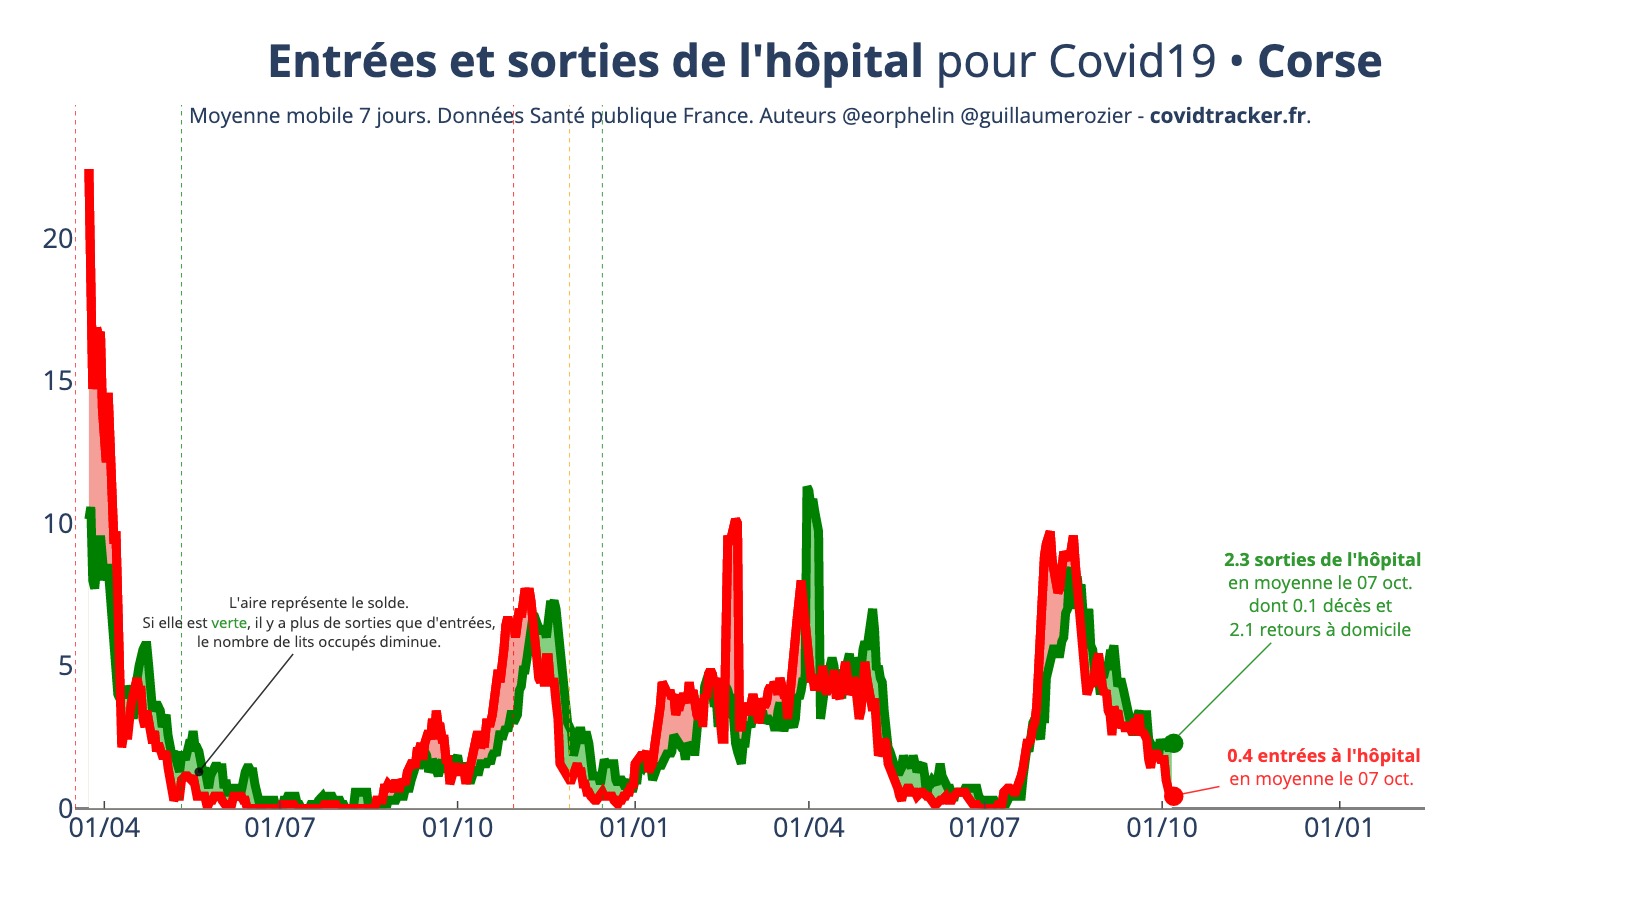 Entrées et sorties de l'hôpital pour Covid19 • Corse
Moyenne mobile 7 jours. Données Santé publique France. Auteurs @eorphelin @guillaumerozier - covidtracker.fr.
20
15
10
5
0
L'aire représente le solde.
Si elle est verte, il y a plus de sorties que d'entrées,
le nombre de lits occupés diminue.
2.3 sorties de l'hôpital
en moyenne le 07 oct.
dont 0.1 décès et
2.1 retours à domicile
0.4 entrées à l'hôpital
en moyenne le 07 oct.
01/04 01/07 01/10 01/01 01/04 01/07 01/10 01/01